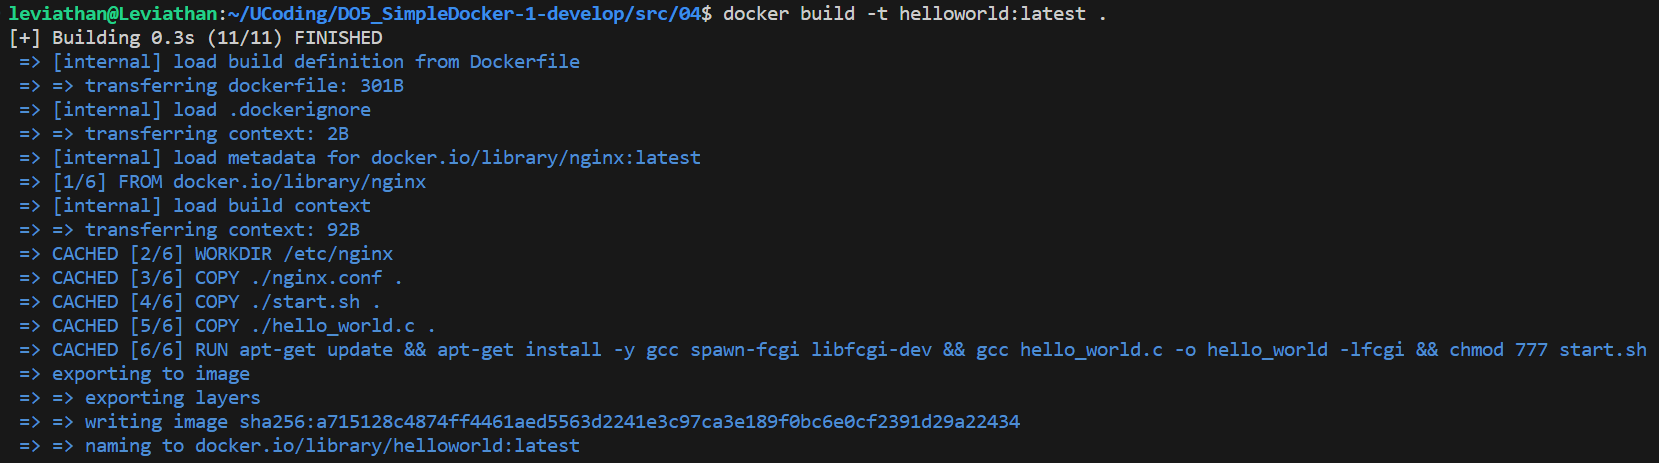 leviathan@Leviathan:~/UCoding/DO5_SimpleDocker-1-develop/src/04$ docker build -t helloworld:latest .
[+] Building 0.3s (11/11) FINISHED
=> [internal] load build definition from Dockerfile
=> => transferring dockerfile: 301B
=> [internal] load .dockerignore
=> => transferring context: 2B
=> [internal] load metadata for docker.io/library/nginx:latest
=> [1/6] FROM docker.io/library/nginx
=> [internal] load build context
=> => transferring context: 92B
=> CACHED [2/6] WORKDIR /etc/nginx
=> CACHED [3/6] COPY ./nginx.conf .
=> CACHED [4/6] COPY ./start.sh .
=> CACHED [5/6] COPY ./hello_world.c .
=> CACHED [6/6] RUN apt-get update && apt-get install -y gcc spawn-fcgi libfcgi-dev && gcc hello_world.c -o hello_world -lfcgi && chmod 777 start.sh
=> exporting to image
=> => exporting layers
=> => writing image sha256:a715128c4874ff4461aed5563d2241e3c97ca3e189f0bc6e0cf2391d29a22434
=> => naming to docker.io/library/helloworld:latest